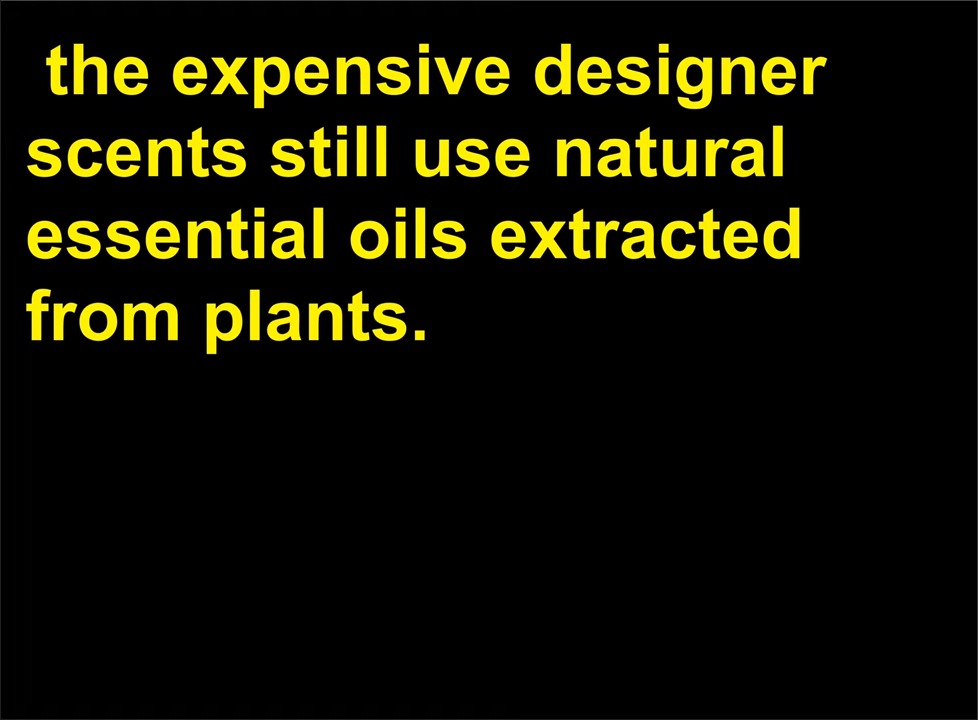 the expensive designer
scents still use natural
essential oils extracted
from plants.